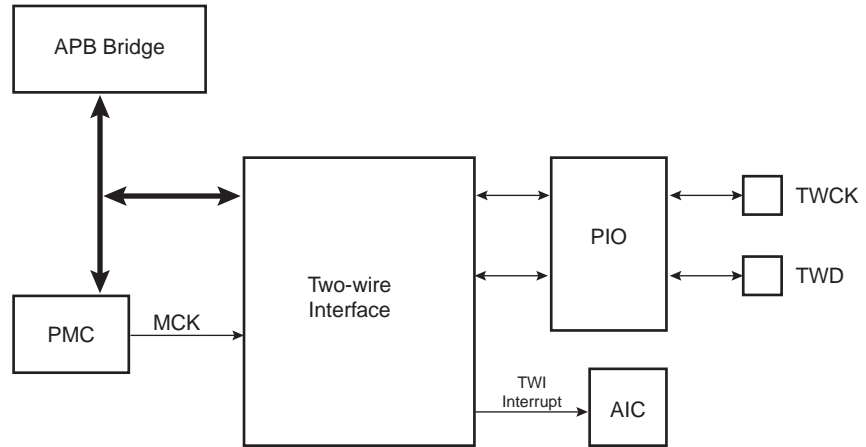 APB Bridge
TWCK
PIO
TWD
Two-wire
Interface
MCK
PMC
TWI
Interrupt
AIC